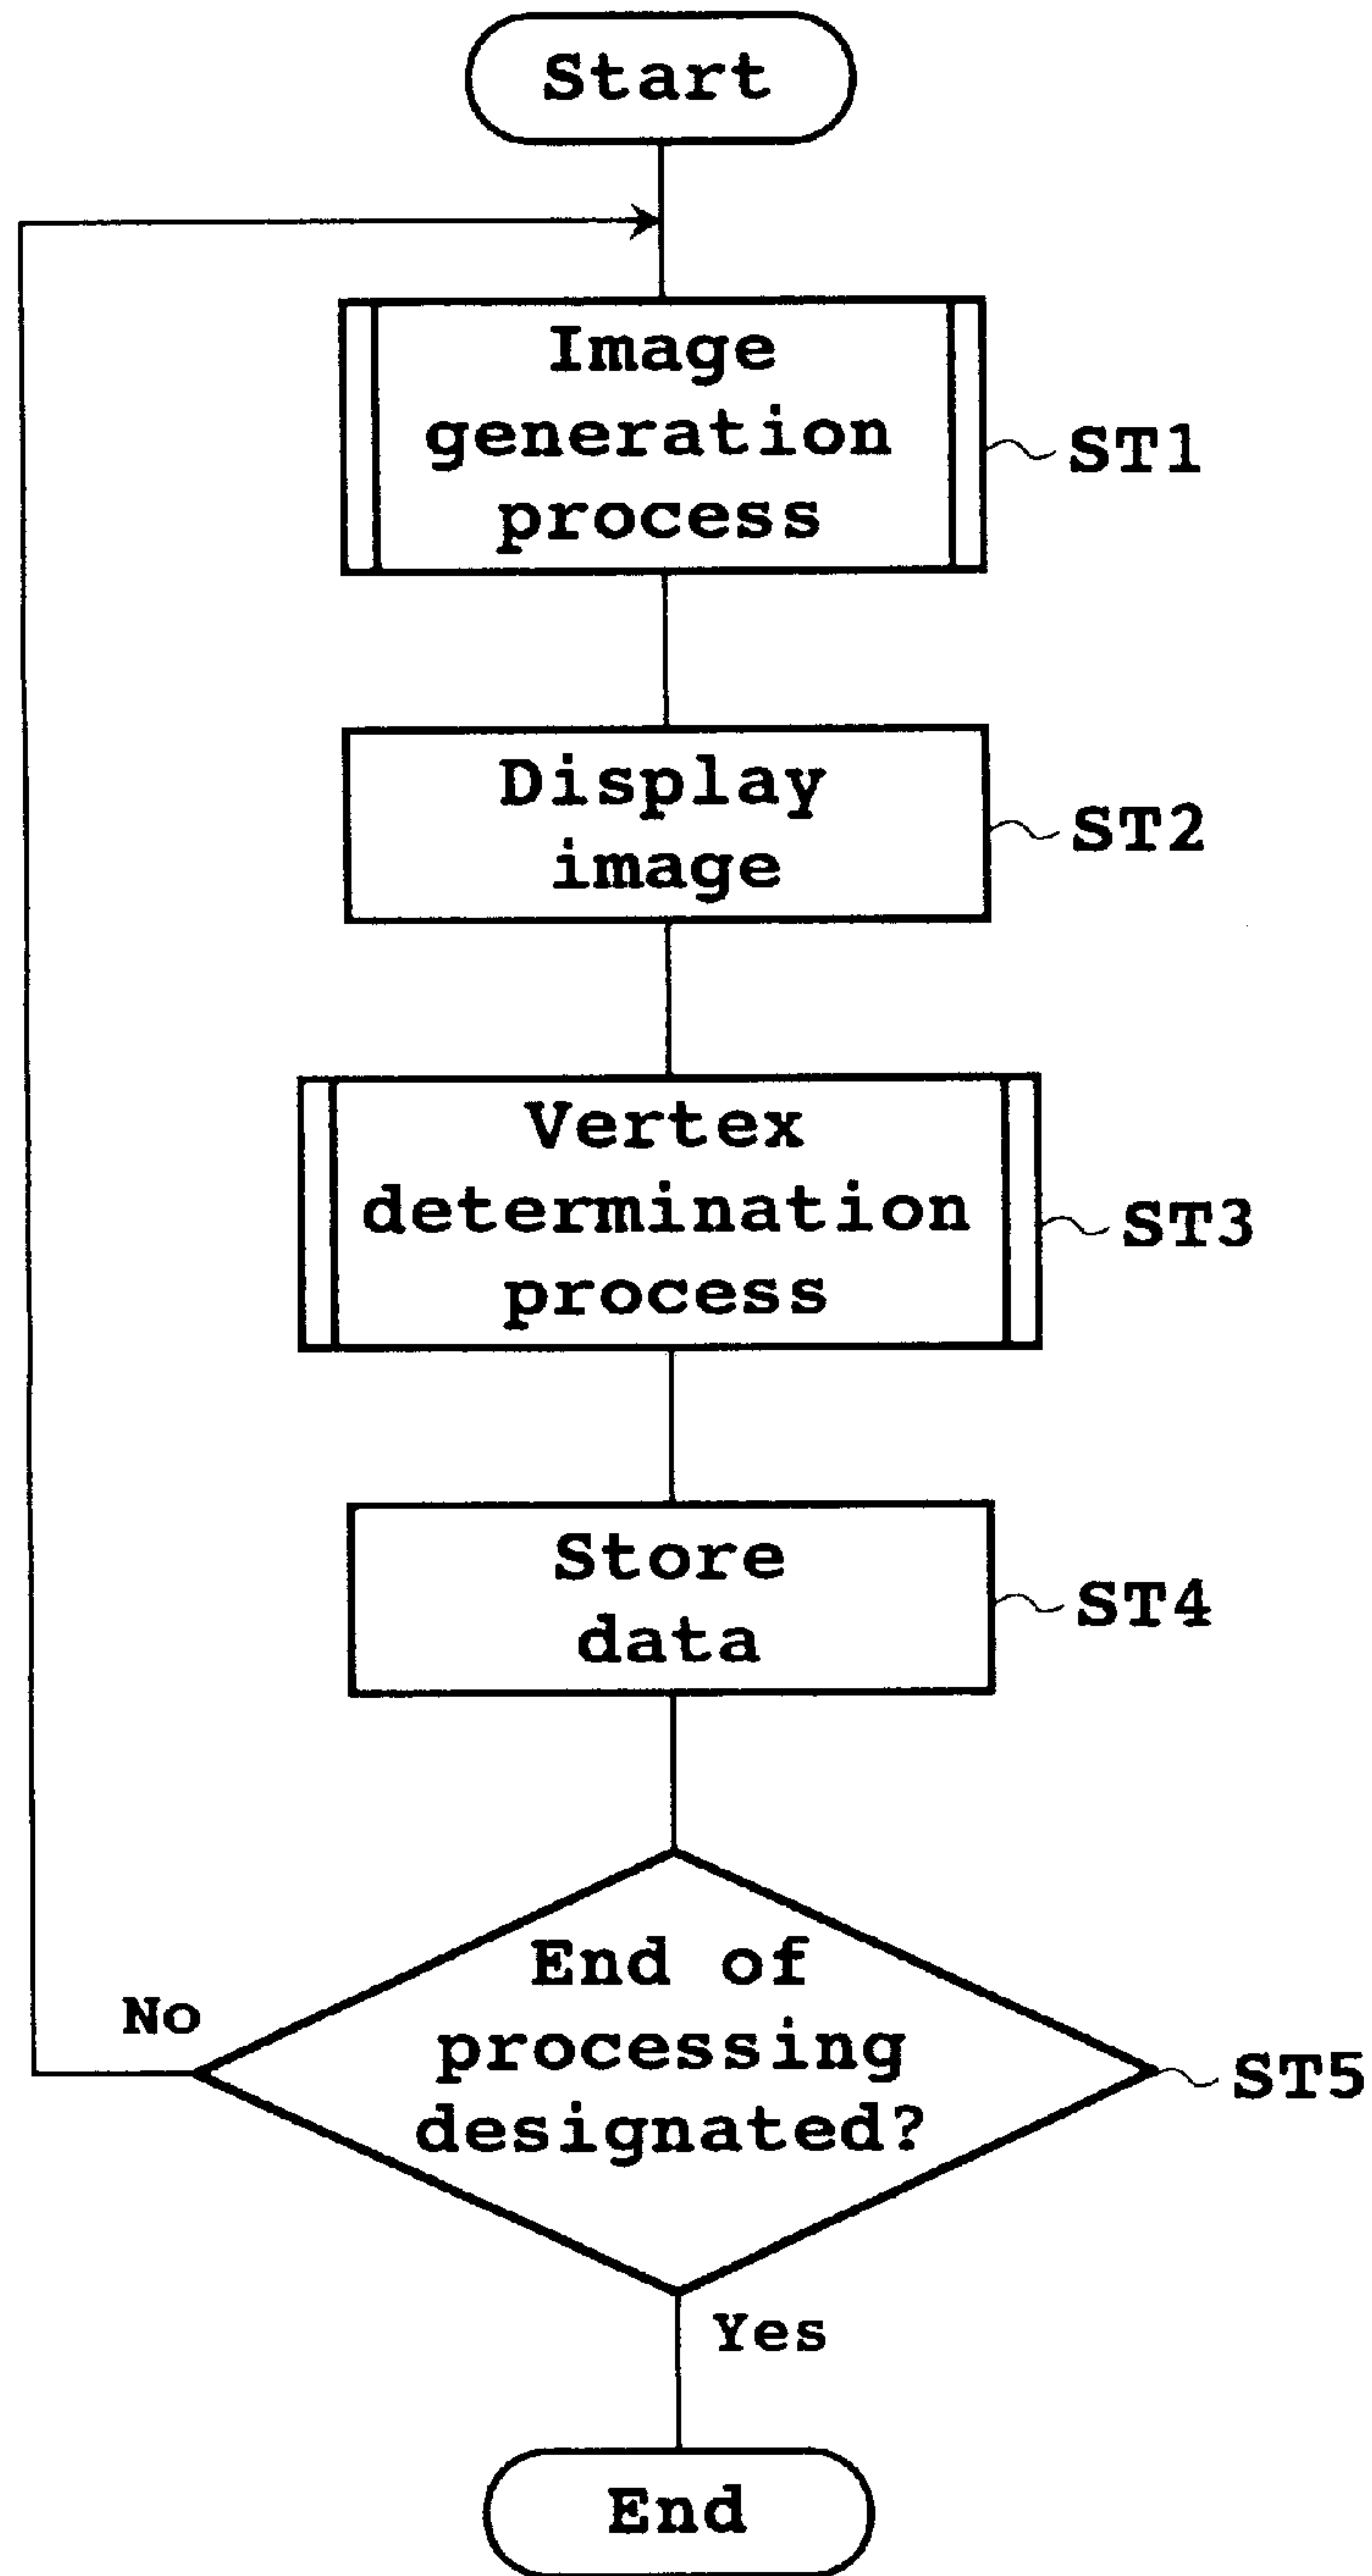 Start
Image
generation
process
ST1
Display
image
ST2
Vertex
determination
process
ST3
Store
data
ST4
End of
processing
designated?
ST5
No
Yes
End